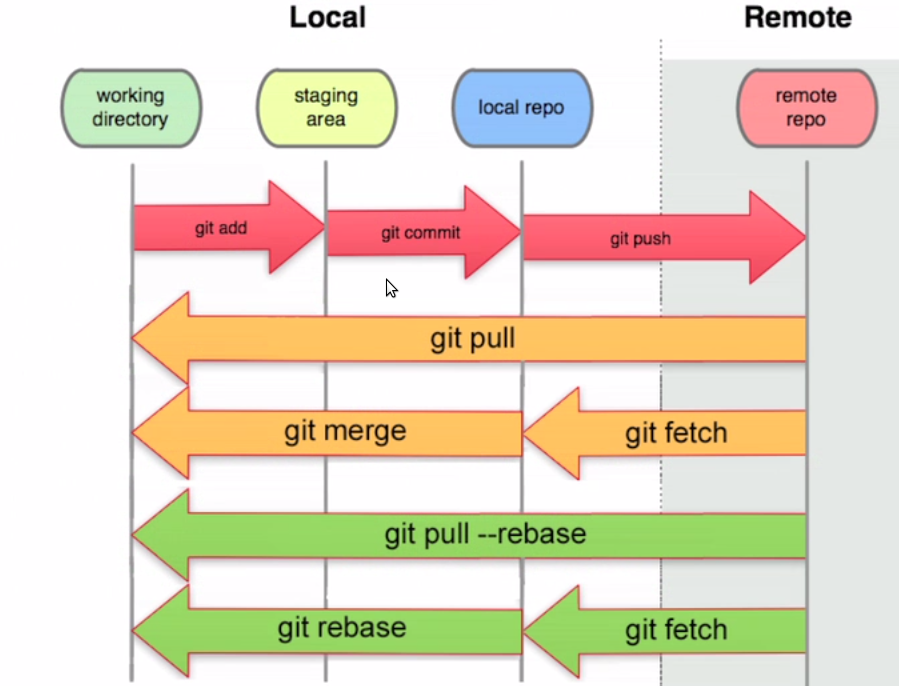 Local
Remote
working
directory
staging
area
local repo
remote
repo
git add
git commit
git push
git pull
git merge
git fetch
git pull --rebase
git rebase
git fetch